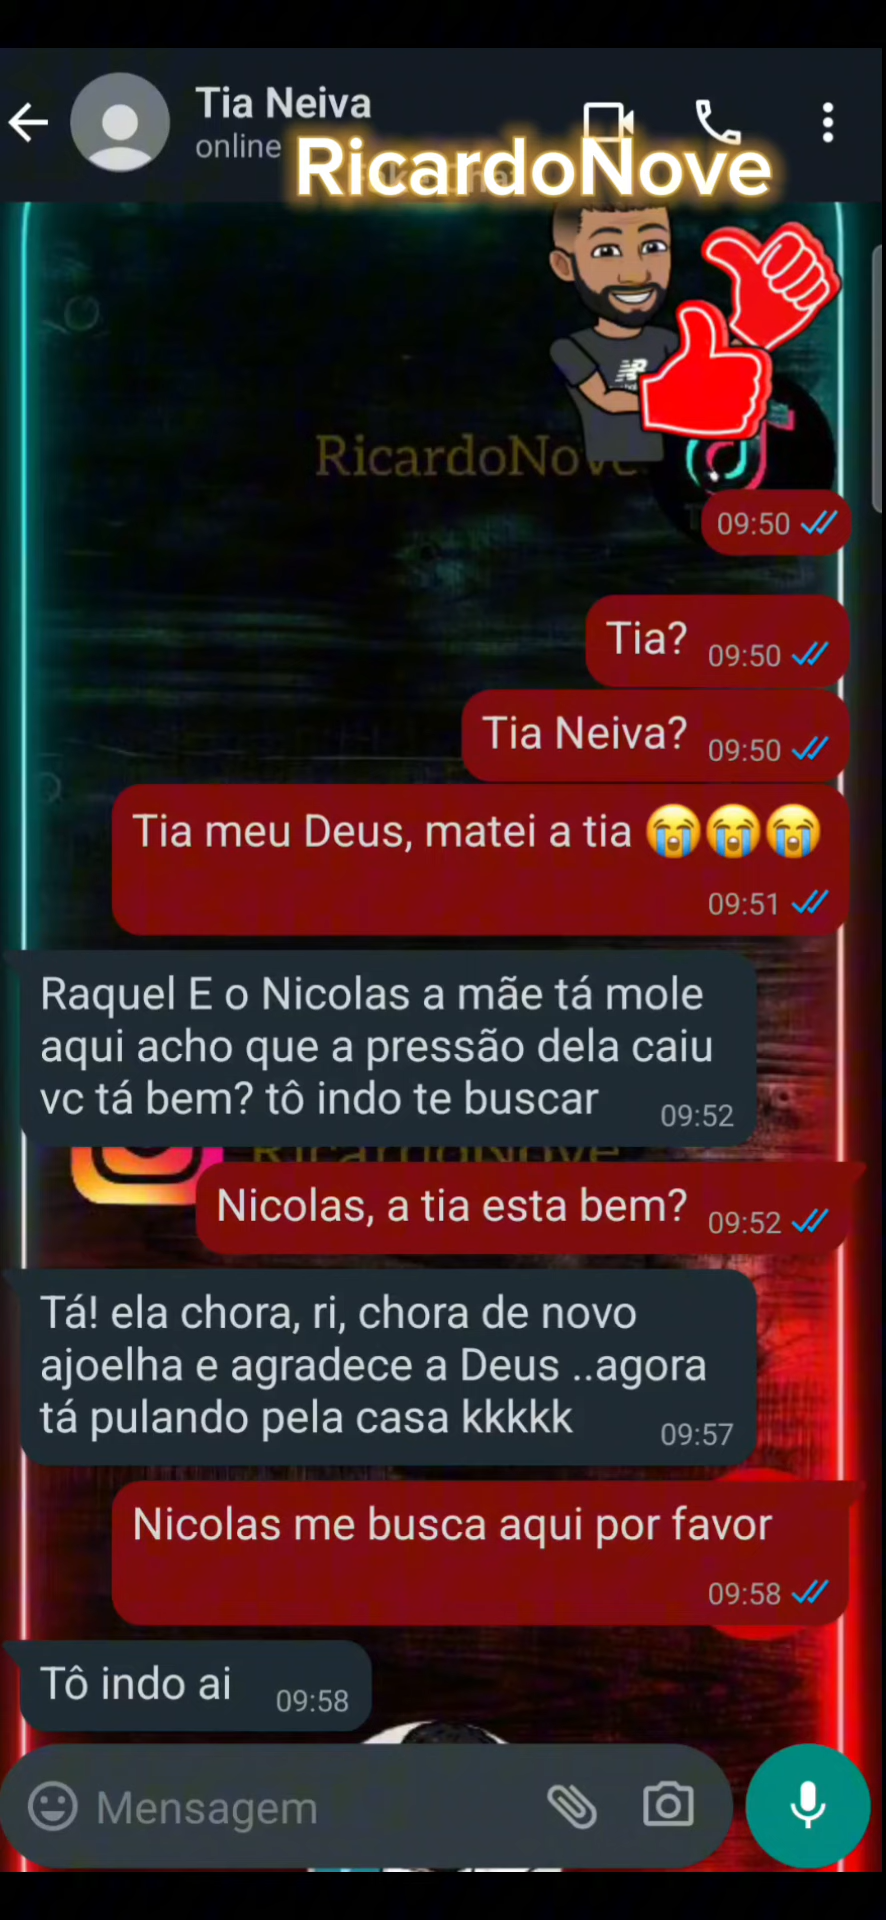 Tia Neiva
online
RicardoNove
RicardoNove
09:50
Tia? 09:50
Tia Neiva? 09:50
Tia meu Deus, matei a tia 😭😭😭
09:51
Raquel E o Nicolas a mãe tá mole
aqui acho que a pressão dela caiu
vc tá bem? tô indo te buscar 09:52
RicardoNove
Nicolas, a tia esta bem? 09:52
Tá! ela chora, ri, chora de novo
ajoelha e agradece a Deus ..agora
tá pulando pela casa kkkkk 09:57
Nicolas me busca aqui por favor
09:58
Tô indo ai 09:58
Mensagem